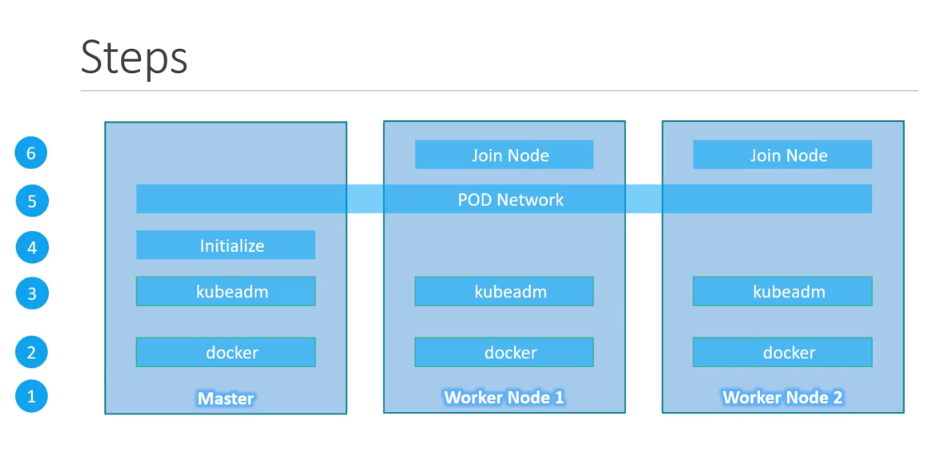 Steps
6 Join Node Join Node
5 POD Network
4 Initialize
3 kubeadm kubeadm kubeadm
2 docker docker docker
1 Master Worker Node 1 Worker Node 2